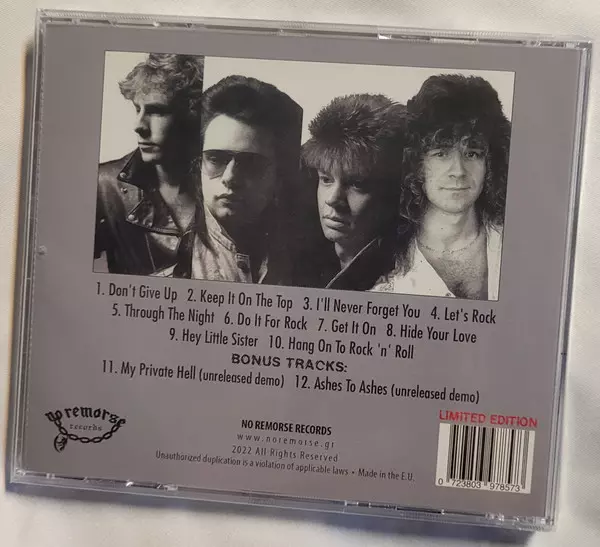 1. Don't Give Up 2. Keep It On The Top 3. I'll Never Forget You 4. Let's Rock
5. Through The Night 6. Do It For Rock 7. Get It On 8. Hide Your Love
9. Hey Little Sister 10. Hang On To Rock 'n' Roll
BONUS TRACKS:
11. My Private Hell (unreleased demo) 12. Ashes To Ashes (unreleased demo)
no remorse
records
NO REMORSE RECORDS
www.noremorse.gr
2022 All Rights Reserved
Unauthorized duplication is a violation of applicable laws • Made in the E.U.
LIMITED EDITION
0 723803 978573